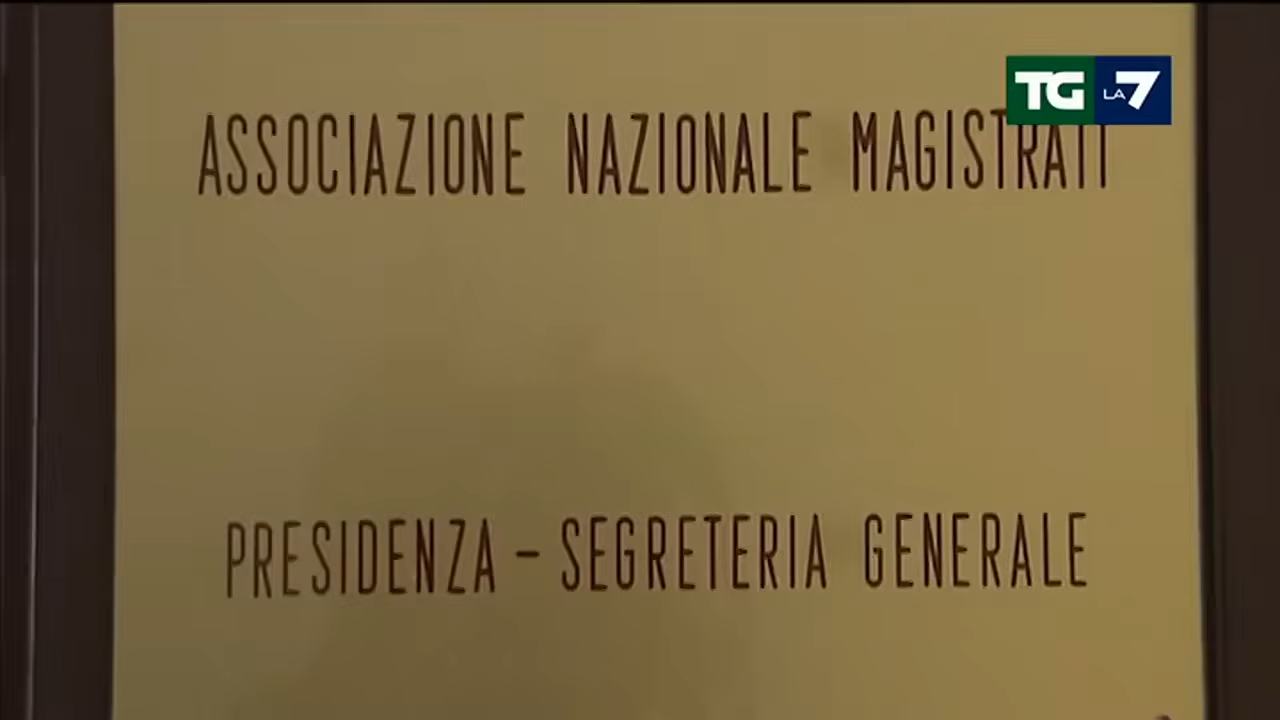 TG LA7
ASSOCIAZIONE NAZIONALE MAGISTRATI
PRESIDENZA - SEGRETERIA GENERALE